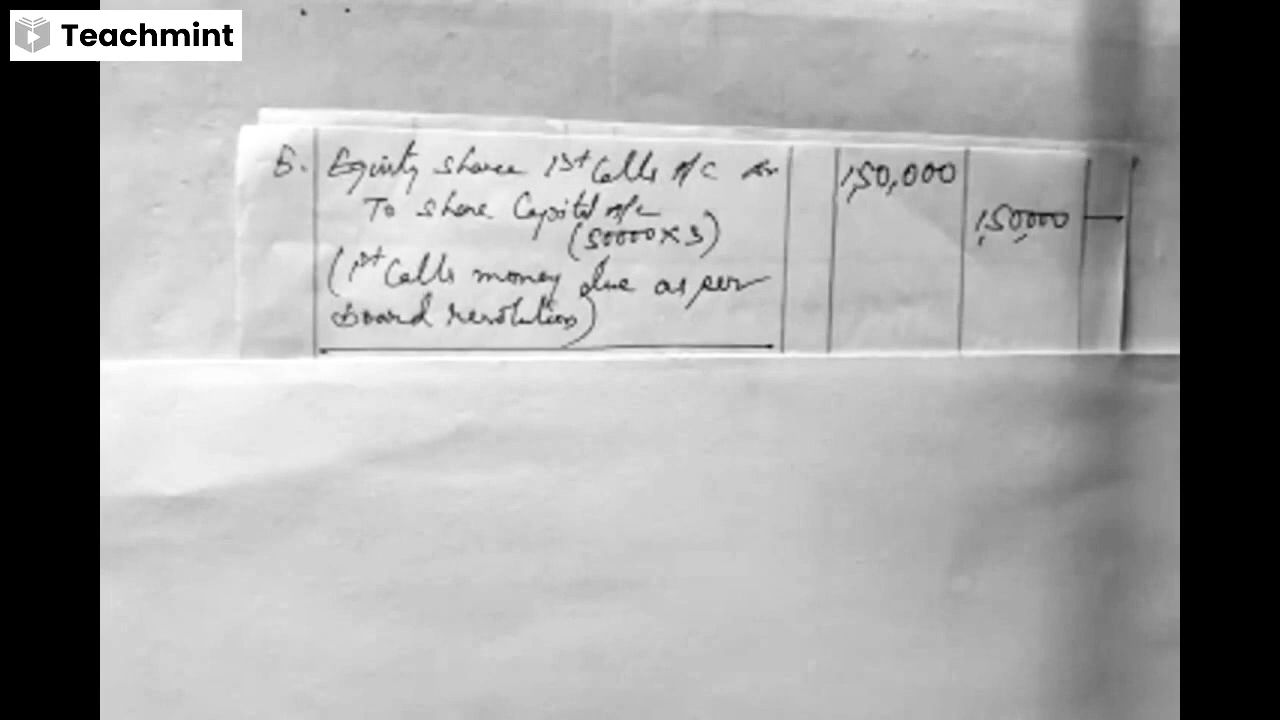 Teachmint
5. Equity share 1st Calls A/C Dr 1,50,000
To share Capital A/c 1,50,000
(50000 × 3)
(1st Calls money due as per
board resolution)